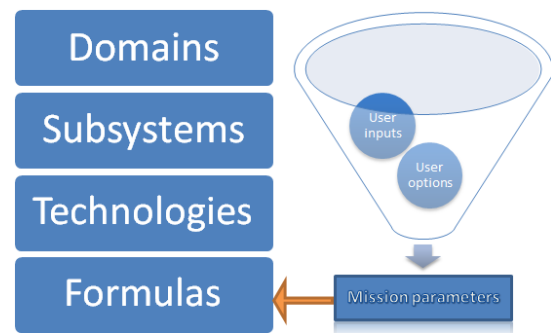 Domains
Subsystems
Technologies
Formulas
User
inputs
User
options
Mission parameters